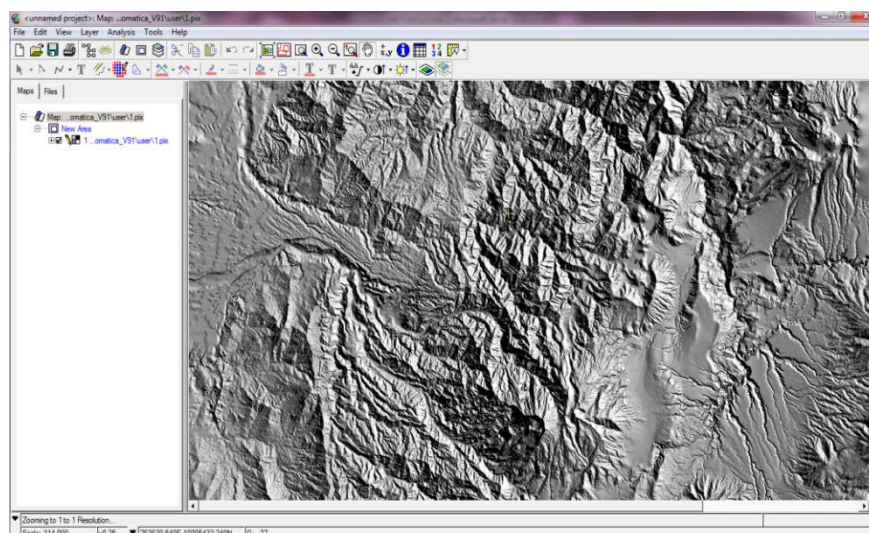 <unnamed project>: Map: ...omatica_V91\user\1.pix
File Edit View Layer Analysis Tools Help
Maps Files
Map: ...omatica_V91\user\1.pix
New Area
1 ...omatica_V91\user\1.pix
Zooming to 1 to 1 Resolution...